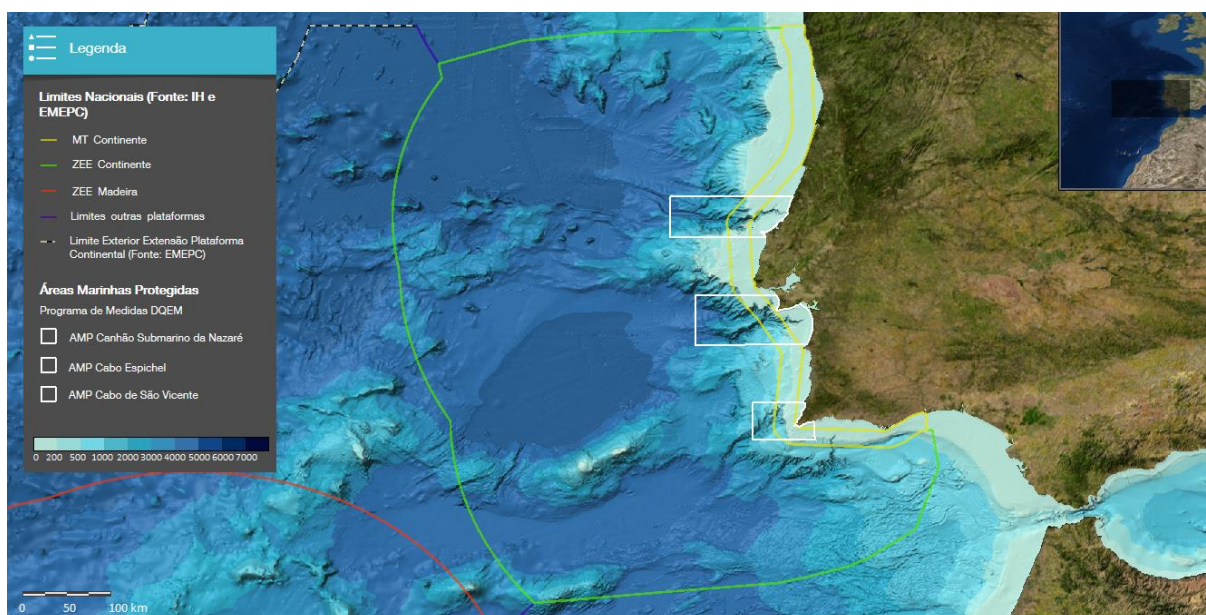 Legenda
Limites Nacionais (Fonte: IH e
EMEPC)
MT Continente
ZEE Continente
ZEE Madeira
Limites outras plataformas
Limite Exterior Extensão Plataforma
Continental (Fonte: EMEPC)
Áreas Marinhas Protegidas
Programa de Medidas DQEM
AMP Canhão Submarino da Nazaré
AMP Cabo Espichel
AMP Cabo de São Vicente
0 200 500 1000 2000 3000 4000 5000 6000 7000
0 50 100 km